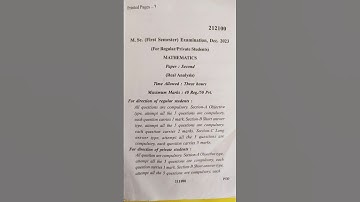 Printed Pages - 7
212100
M. Sc. (First Semester) Examination, Dec. 2023
(For Regular/Private Students)
MATHEMATICS
Paper : Second
(Real Analysis)
Time Allowed : Three hours
Maximum Marks : 40 Reg./50 Pvt.
For direction of regular students :
All questions are compulsory. Section-A Objective
type, attempt all the 5 questions are compulsory,
each question carries 1 mark. Section-B Short answer
type, attempt all the 5 questions are compulsory, each
question carries 2 marks. Section-C Long
answer type, attempt all the 5 questions are
compulsory, each question carries 5 marks.
For direction of private students :
All question are compulsory. Section-A Objective type,
attempt all the 5 questions are compulsory, each
question carries 1 mark. Section-B Short answer
type, attempt all the 5 questions are compulsory, each
212100